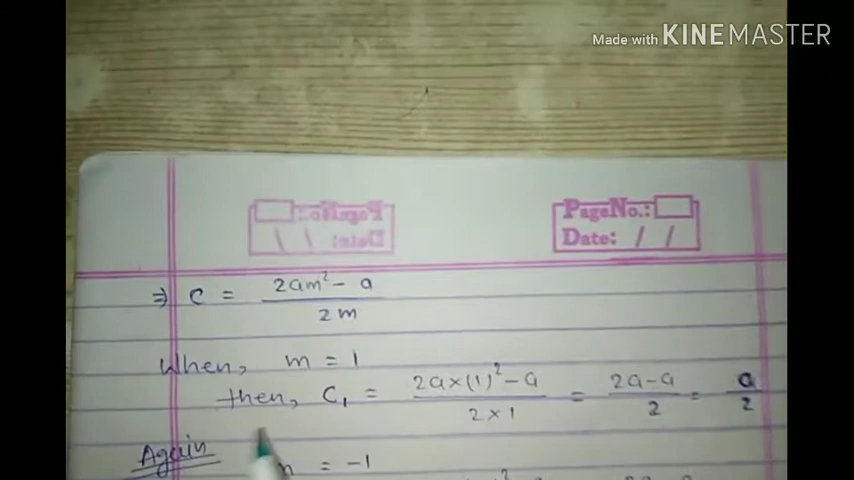 Made with KINEMASTER
PageNo.:
Date: / /
⇒ c = (2am² - a) / 2m
When, m = 1
then, C₁ = (2a×(1)² - a) / (2×1) = (2a-a) / 2 = a / 2
Again
m = -1